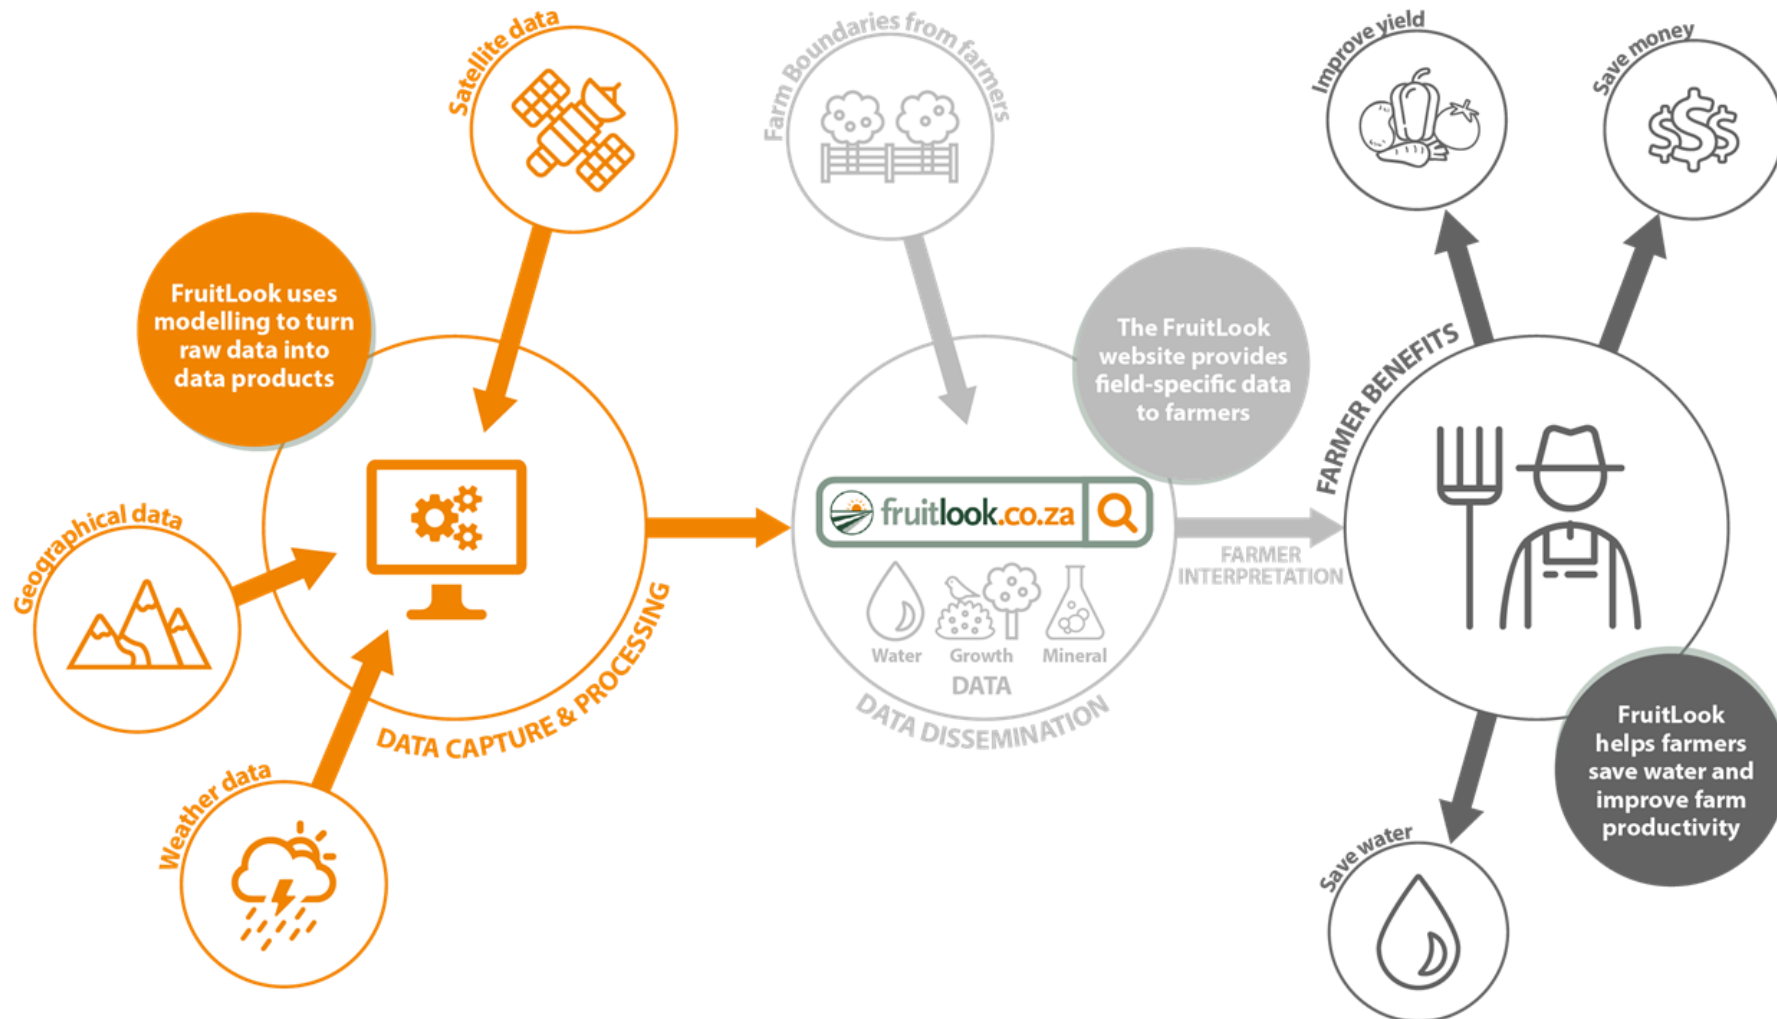 Satellite data
FruitLook uses
modelling to turn
raw data into
data products
Geographical data
Weather data
DATA CAPTURE & PROCESSING
Farm Boundaries from farmers
The FruitLook
website provides
field-specific data
to farmers
fruitlook.co.za
Water
Growth
Mineral
DATA
DATA DISSEMINATION
FARMER
INTERPRETATION
Improve yield
Save money
$$$
FARMER BENEFITS
FruitLook
helps farmers
save water and
improve farm
productivity
Save water